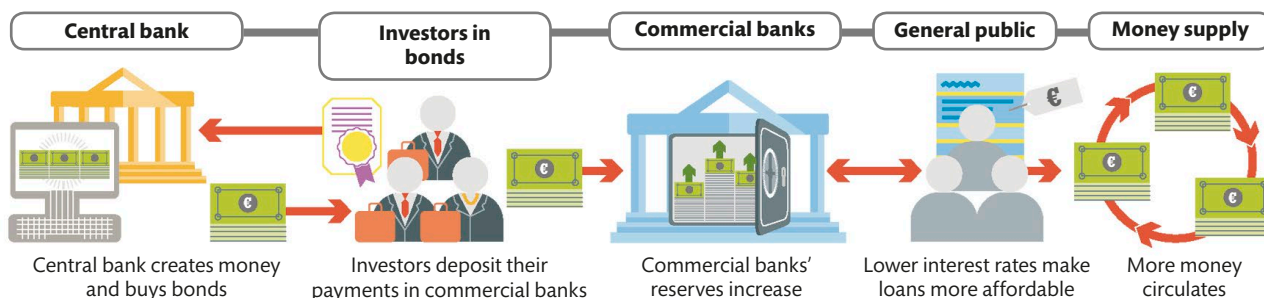 Central bank
Investors in
bonds
Commercial banks
General public
Money supply
€
€
€
€
€
€
Central bank creates money
and buys bonds
Investors deposit their
payments in commercial banks
Commercial banks’
reserves increase
Lower interest rates make
loans more affordable
More money
circulates